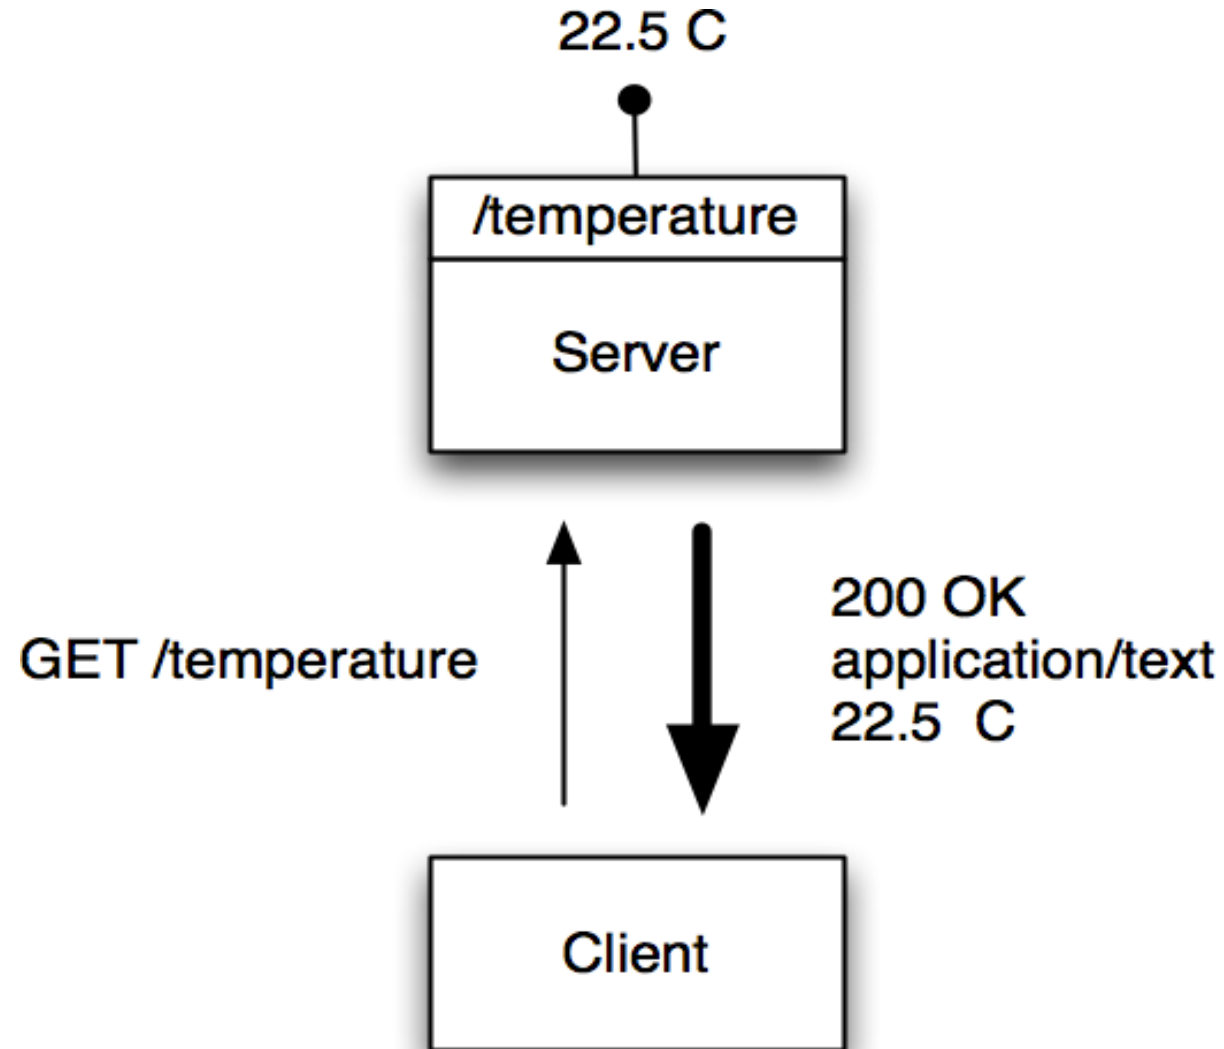 22.5 C
/temperature
Server
GET /temperature
200 OK
application/text
22.5  C
Client